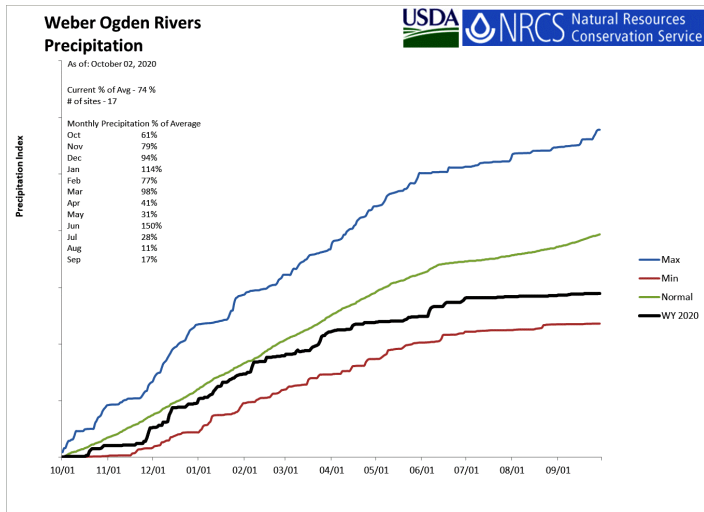 Weber Ogden Rivers
Precipitation
USDA
NRCS
Natural Resources
Conservation Service
As of: October 02, 2020
Current % of Avg - 74 %
# of sites - 17
Monthly Precipitation % of Average
Oct 61%
Nov 79%
Dec 94%
Jan 114%
Feb 77%
Mar 98%
Apr 41%
May 31%
Jun 150%
Jul 28%
Aug 11%
Sep 17%
Precipitation Index
Max
Min
Normal
WY 2020
10/01 11/01 12/01 01/01 02/01 03/01 04/01 05/01 06/01 07/01 08/01 09/01